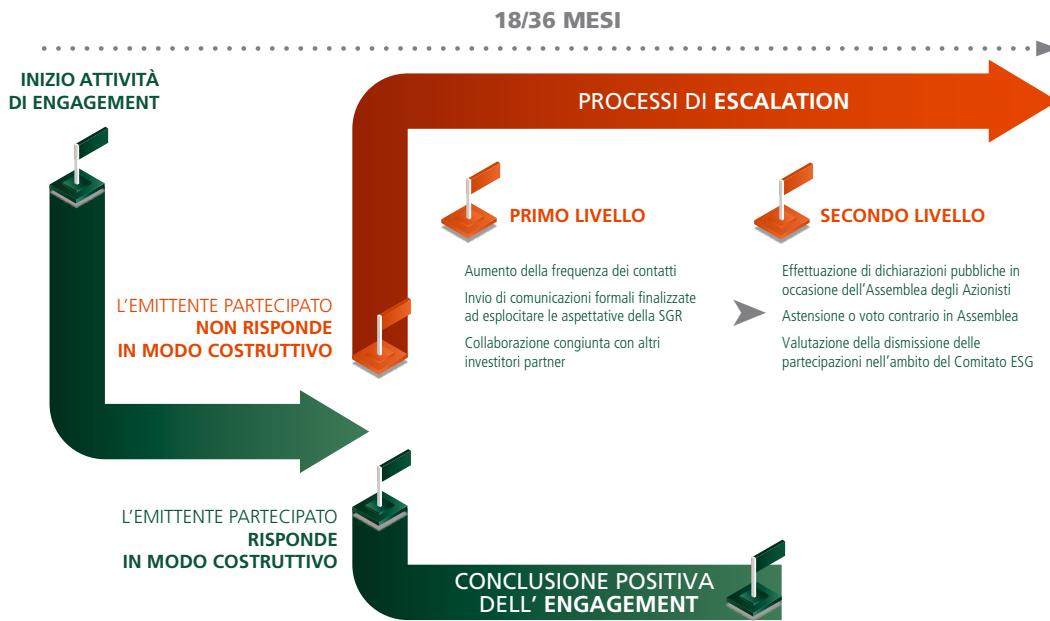 18/36 MESI
INIZIO ATTIVITÀ
DI ENGAGEMENT
PROCESSI DI ESCALATION
PRIMO LIVELLO
Aumento della frequenza dei contatti
Invio di comunicazioni formali finalizzate
ad esplocitare le aspettative della SGR
Collaborazione congiunta con altri
investitori partner
SECONDO LIVELLO
Effettuazione di dichiarazioni pubbliche in
occasione dell'Assemblea degli Azionisti
Astensione o voto contrario in Assemblea
Valutazione della dismissione delle
partecipazioni nell'ambito del Comitato ESG
L'EMITTENTE PARTECIPATO
NON RISPONDE
IN MODO COSTRUTTIVO
L'EMITTENTE PARTECIPATO
RISPONDE
IN MODO COSTRUTTIVO
CONCLUSIONE POSITIVA
DELL' ENGAGEMENT